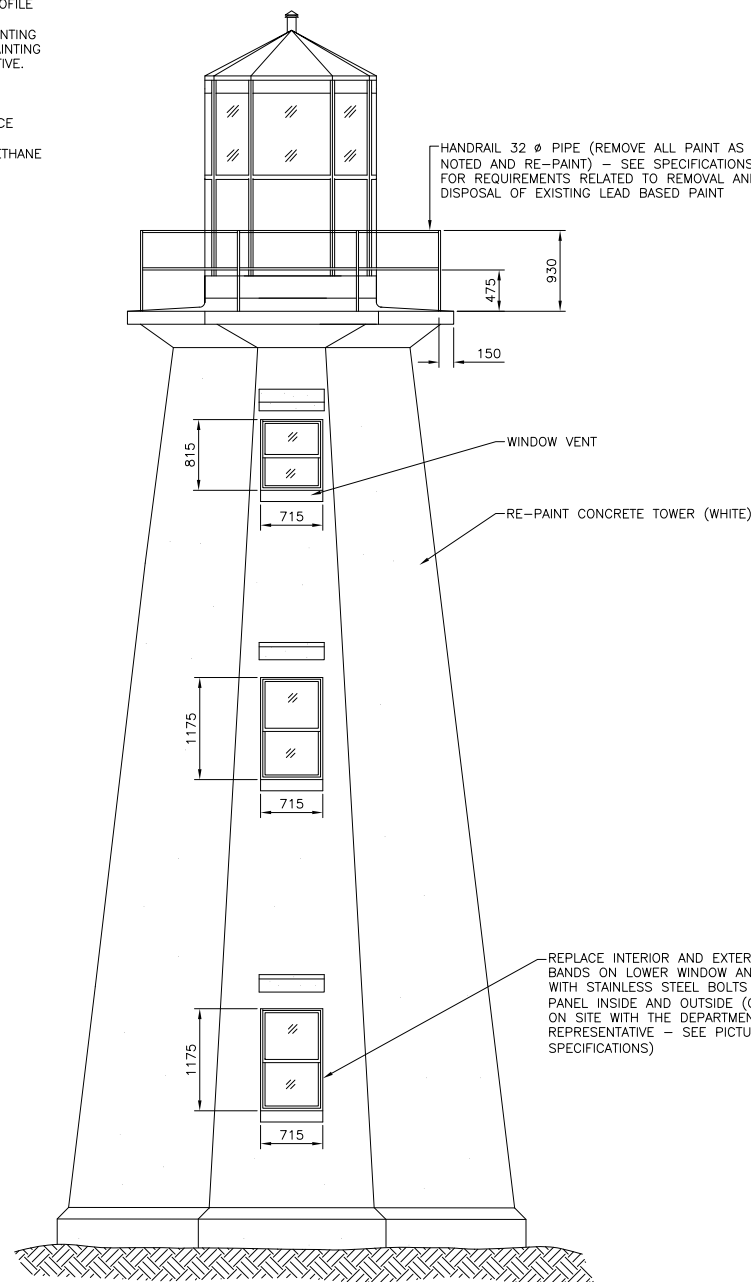 OFILE
NTING
AINTING
TIVE.
CE
ETHANE
HANDRAIL 32 ø PIPE (REMOVE ALL PAINT AS
NOTED AND RE-PAINT) - SEE SPECIFICATIONS
FOR REQUIREMENTS RELATED TO REMOVAL AN
DISPOSAL OF EXISTING LEAD BASED PAINT
930
475
150
815
WINDOW VENT
715
RE-PAINT CONCRETE TOWER (WHITE)
1175
715
REPLACE INTERIOR AND EXTER
BANDS ON LOWER WINDOW AN
WITH STAINLESS STEEL BOLTS
PANEL INSIDE AND OUTSIDE (
ON SITE WITH THE DEPARTMEN
REPRESENTATIVE - SEE PICTU
SPECIFICATIONS)
1175
715